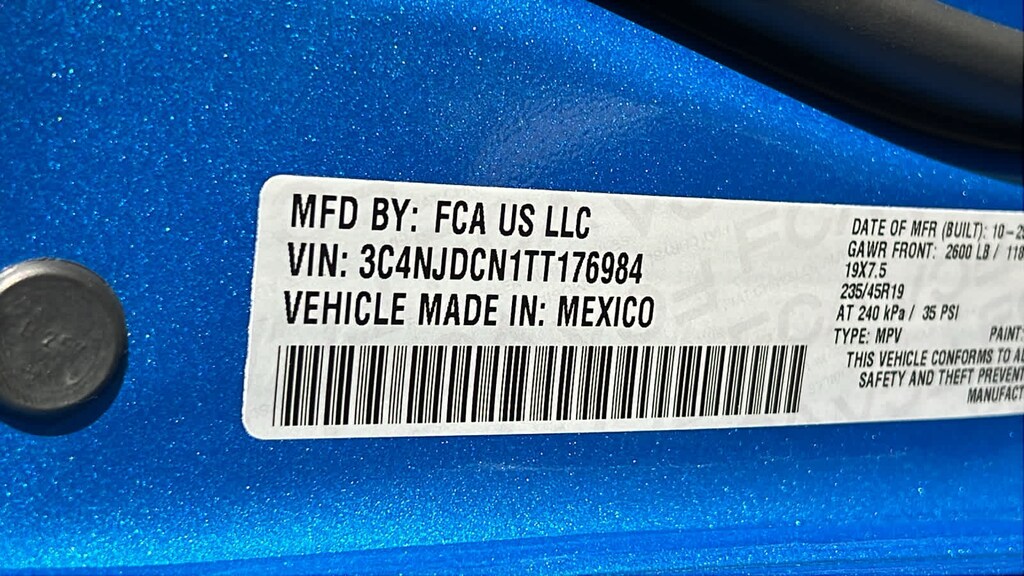 MFD BY: FCA US LLC
VIN: 3C4NJDCN1TT176984
VEHICLE MADE IN: MEXICO
DATE OF MFR (BUILT): 10-25
GAWR FRONT: 2600 LB / 118
19X7.5
235/45R19
AT 240 kPa / 35 PSI
TYPE: MPV PAINT:
THIS VEHICLE CONFORMS TO
SAFETY AND THEFT PREVENT
MANUFACT